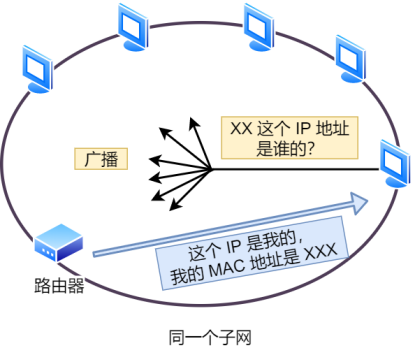 XX 这个 IP 地址
是谁的？
广播
这个 IP 是我的，
我的 MAC 地址是 XXX
路由器
同一个子网